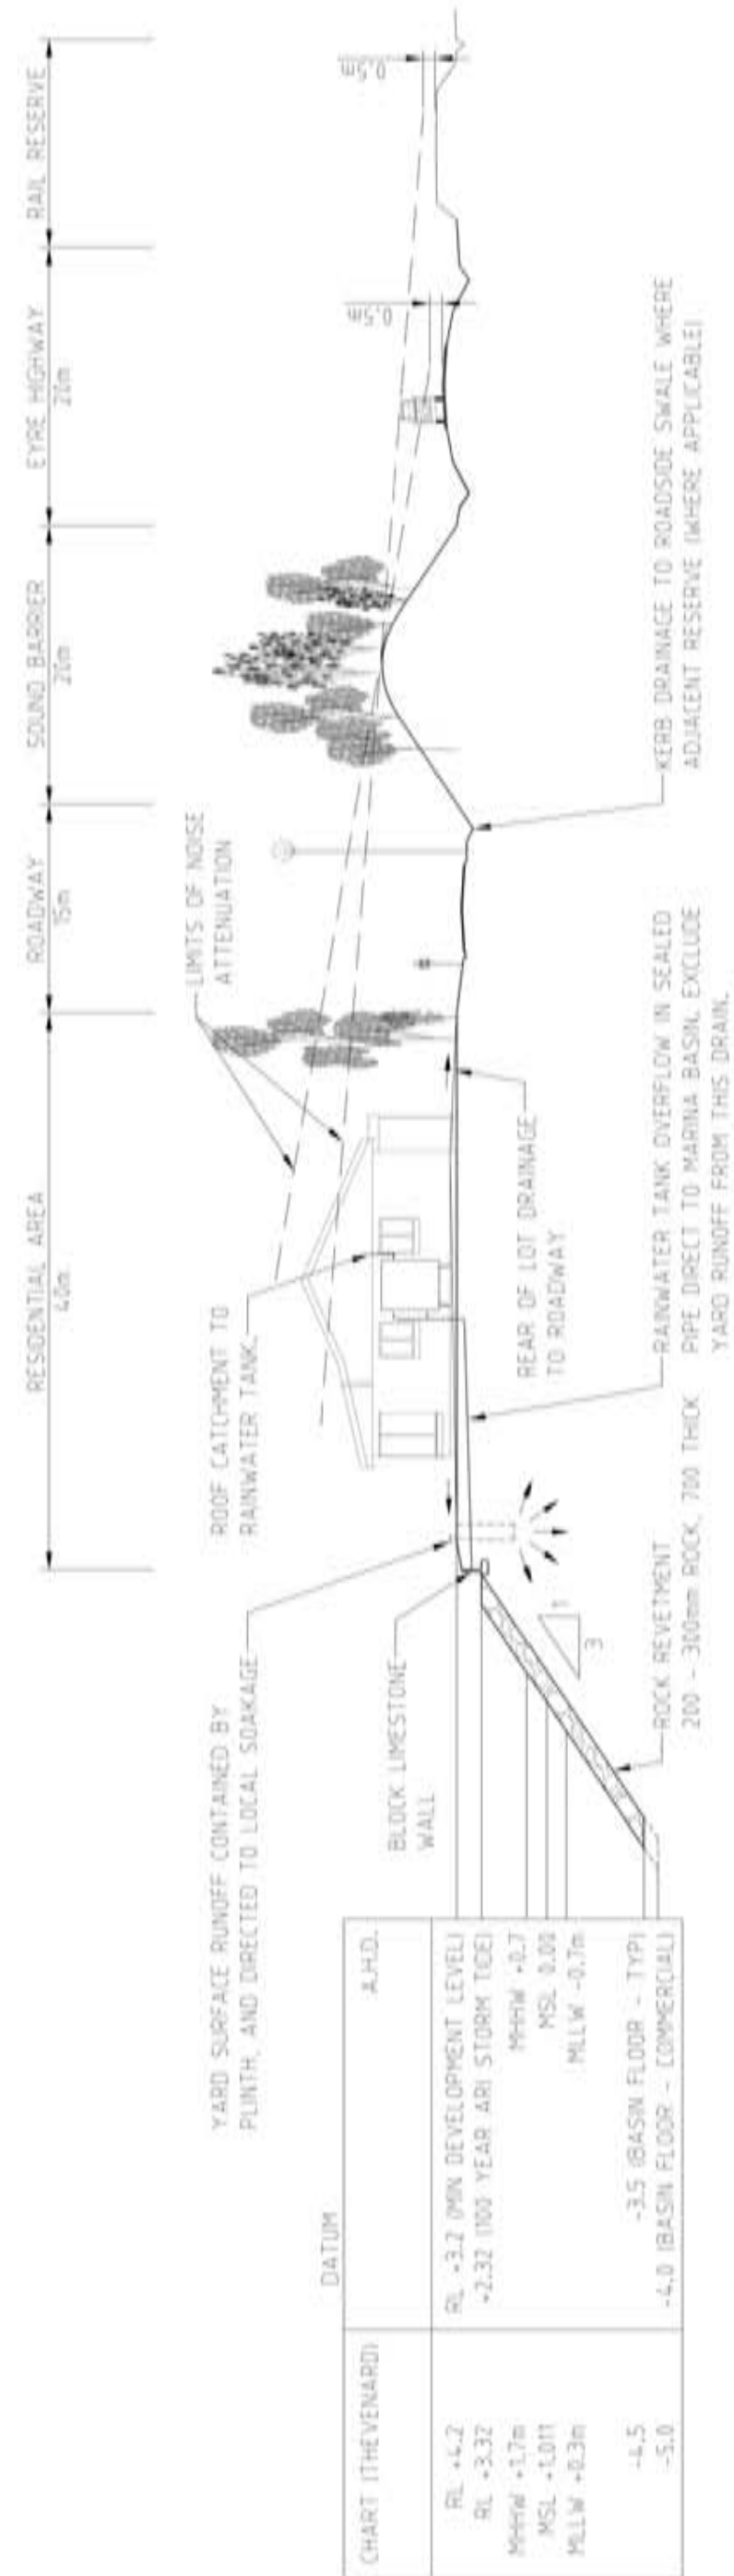 RESIDENTIAL AREA
40m
ROADWAY
15m
SOUND BARRIER
20m
EYRE HIGHWAY
20m
RAIL RESERVE
LIMITS OF NOISE
ATTENUATION
0.5m
0.5m
ROOF CATCHMENT TO
RAINWATER TANK.
YARD SURFACE RUNOFF CONTAINED BY
PLINTH, AND DIRECTED TO LOCAL SOAKAGE
BLOCK LIMESTONE
WALL
1
3
REAR OF LOT DRAINAGE
TO ROADWAY
KERB DRAINAGE TO ROADSIDE SWALE WHERE
ADJACENT RESERVE (WHERE APPLICABLE)
RAINWATER TANK OVERFLOW IN SEALED
PIPE DIRECT TO MARINA BASIN. EXCLUDE
YARD RUNOFF FROM THIS DRAIN.
ROCK REVETMENT
200 - 300mm ROCK, 700 THICK
DATUM
CHART (THEVENARD) A.H.D.
RL +4.2 RL +3.2 (MIN DEVELOPMENT LEVEL)
RL +3.32 +2.32 (100 YEAR ARI STORM TIDE)
MHHW +1.7m MHHW +0.7
MSL +1.011 MSL 0.00
MLLW +0.3m MLLW -0.7m
-4.5 -3.5 (BASIN FLOOR - TYP)
-5.0 -4.0 (BASIN FLOOR - COMMERCIAL)